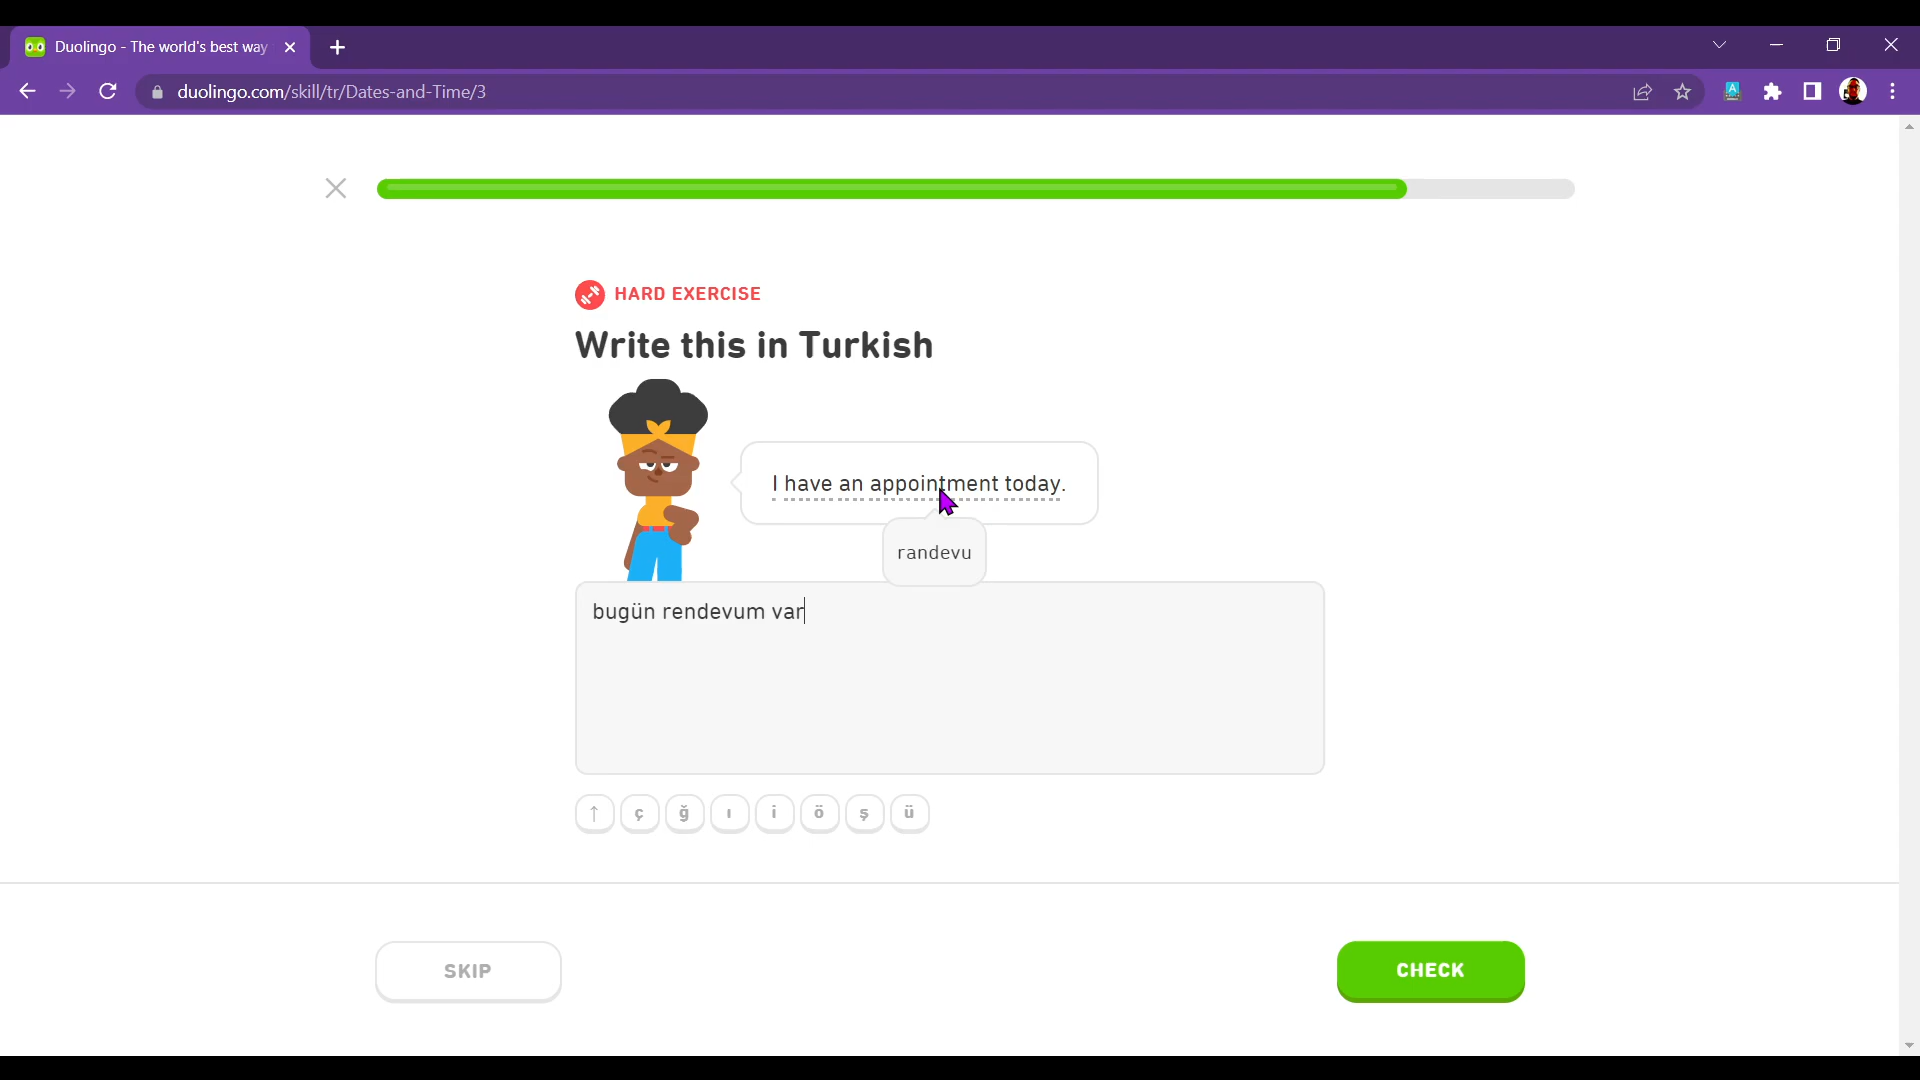 Duolingo - The world's best way
duolingo.com/skill/tr/Dates-and-Time/3
HARD EXERCISE
Write this in Turkish
I have an appointment today.
randevu
bugün rendevum var
↑ ç ğ ı i ö ş ü
SKIP
CHECK